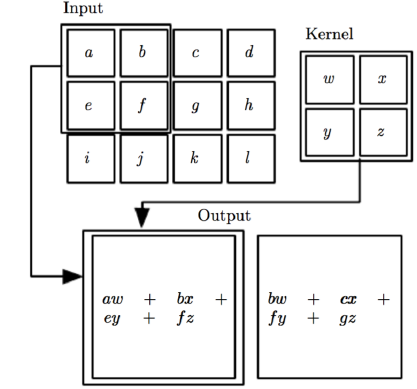 Input
a b c d
Kernel
w x
e f g h
y z
i j k l
Output
aw + bx +
ey + fz
bw + cx +
fy + gz